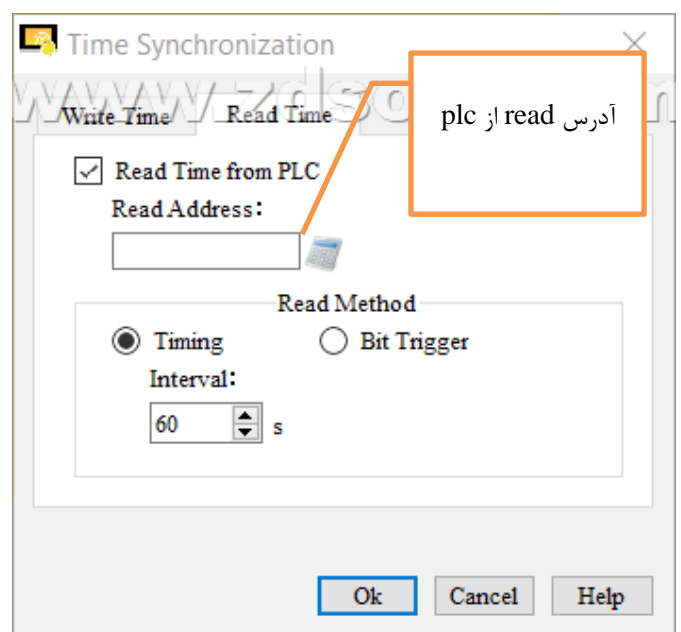 Time Synchronization
Write Time
Read Time
آدرس read از plc
Read Time from PLC
Read Address:
Read Method
Timing
Bit Trigger
Interval:
60
s
Ok
Cancel
Help